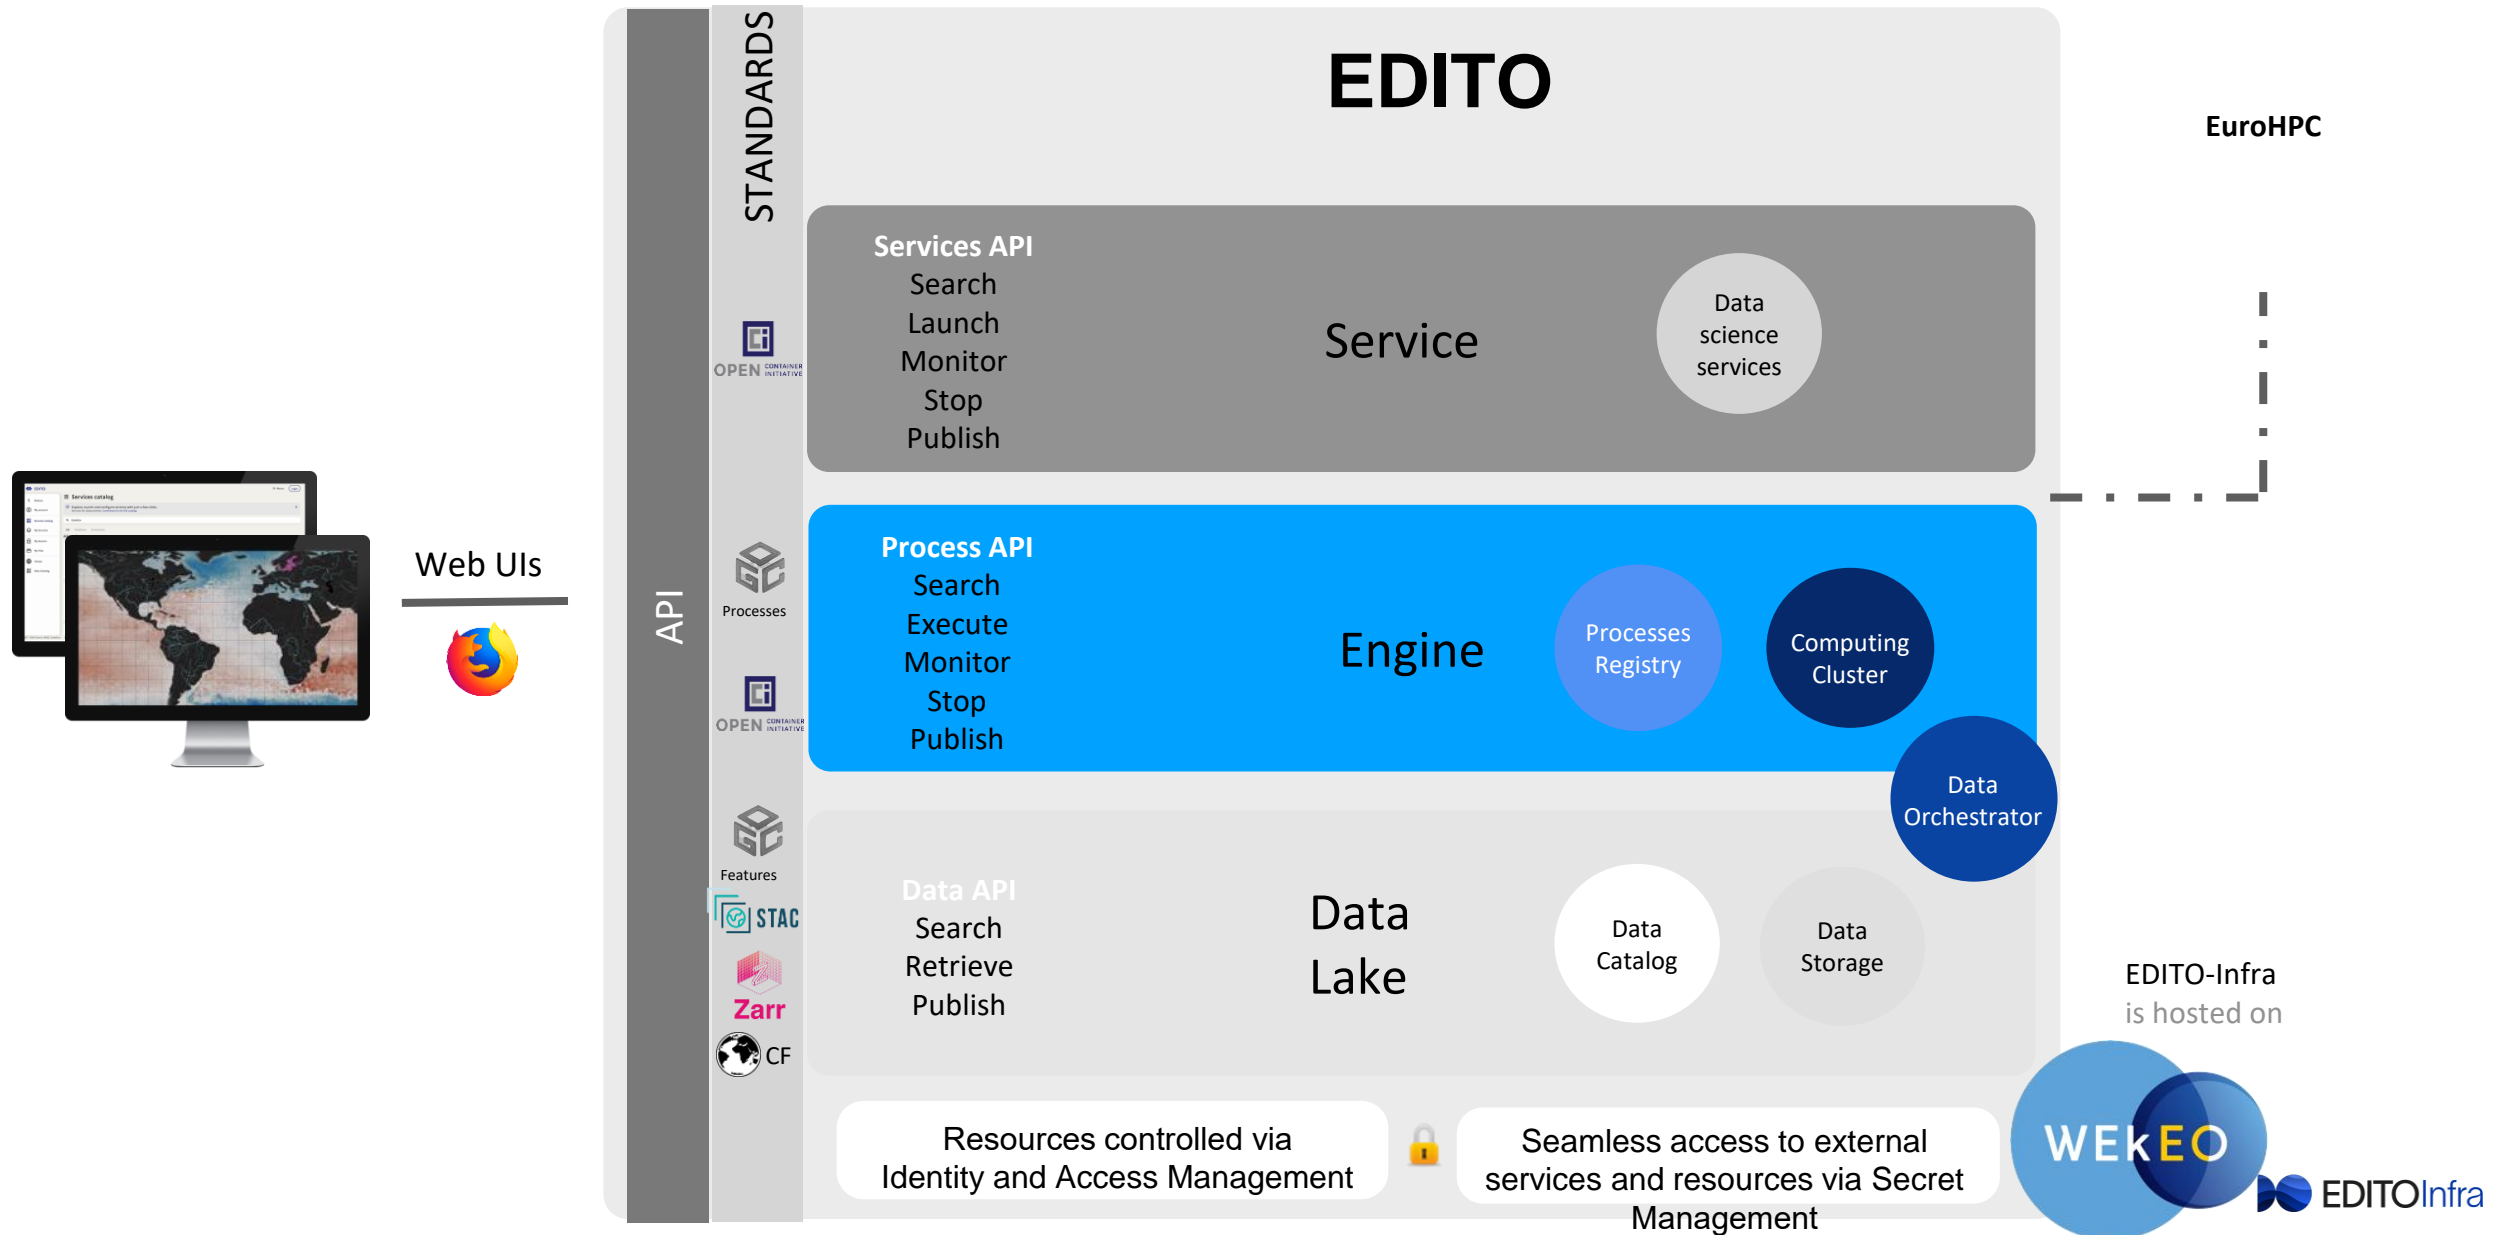 STANDARDS
EDITO
EuroHPC
Services API
Search
Launch
Monitor
Stop
Publish
Service
Data
science
services
OPEN CONTAINER
INITIATIVE
Services catalog
Web UIs
API
Process API
Search
Execute
Monitor
Stop
Publish
OGC
Processes
OPEN CONTAINER
INITIATIVE
Engine
Processes
Registry
Computing
Cluster
Data
Orchestrator
OGC
Features
STAC
Zarr
CF
Data API
Search
Retrieve
Publish
Data
Lake
Data
Catalog
Data
Storage
EDITO-Infra
is hosted on
WEkEO
EDITOInfra
Resources controlled via
Identity and Access Management
Seamless access to external
services and resources via Secret
Management